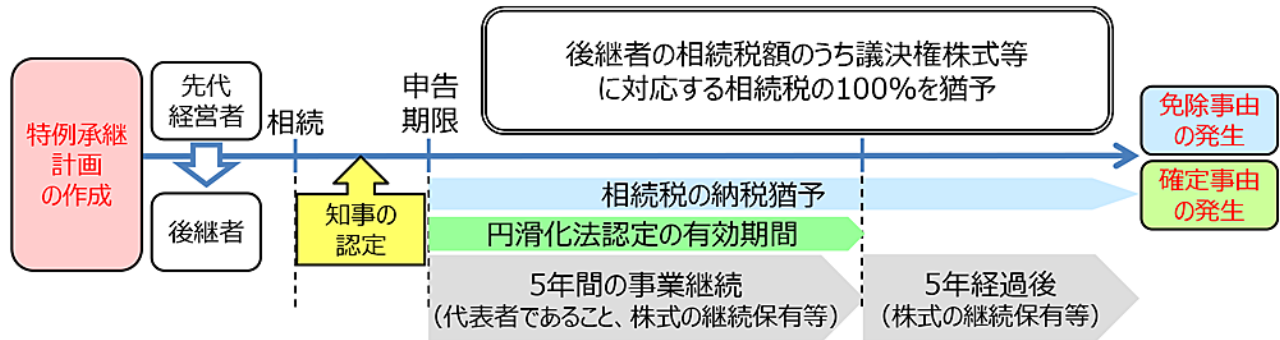 後継者の相続税額のうち議決権株式等
に対応する相続税の100%を猶予
特例承継
計画
の作成
先代
経営者
後継者
相続
申告
期限
知事の
認定
免除事由
の発生
確定事由
の発生
相続税の納税猶予
円滑化法認定の有効期間
5年間の事業継続
（代表者であること、株式の継続保有等）
5年経過後
（株式の継続保有等）